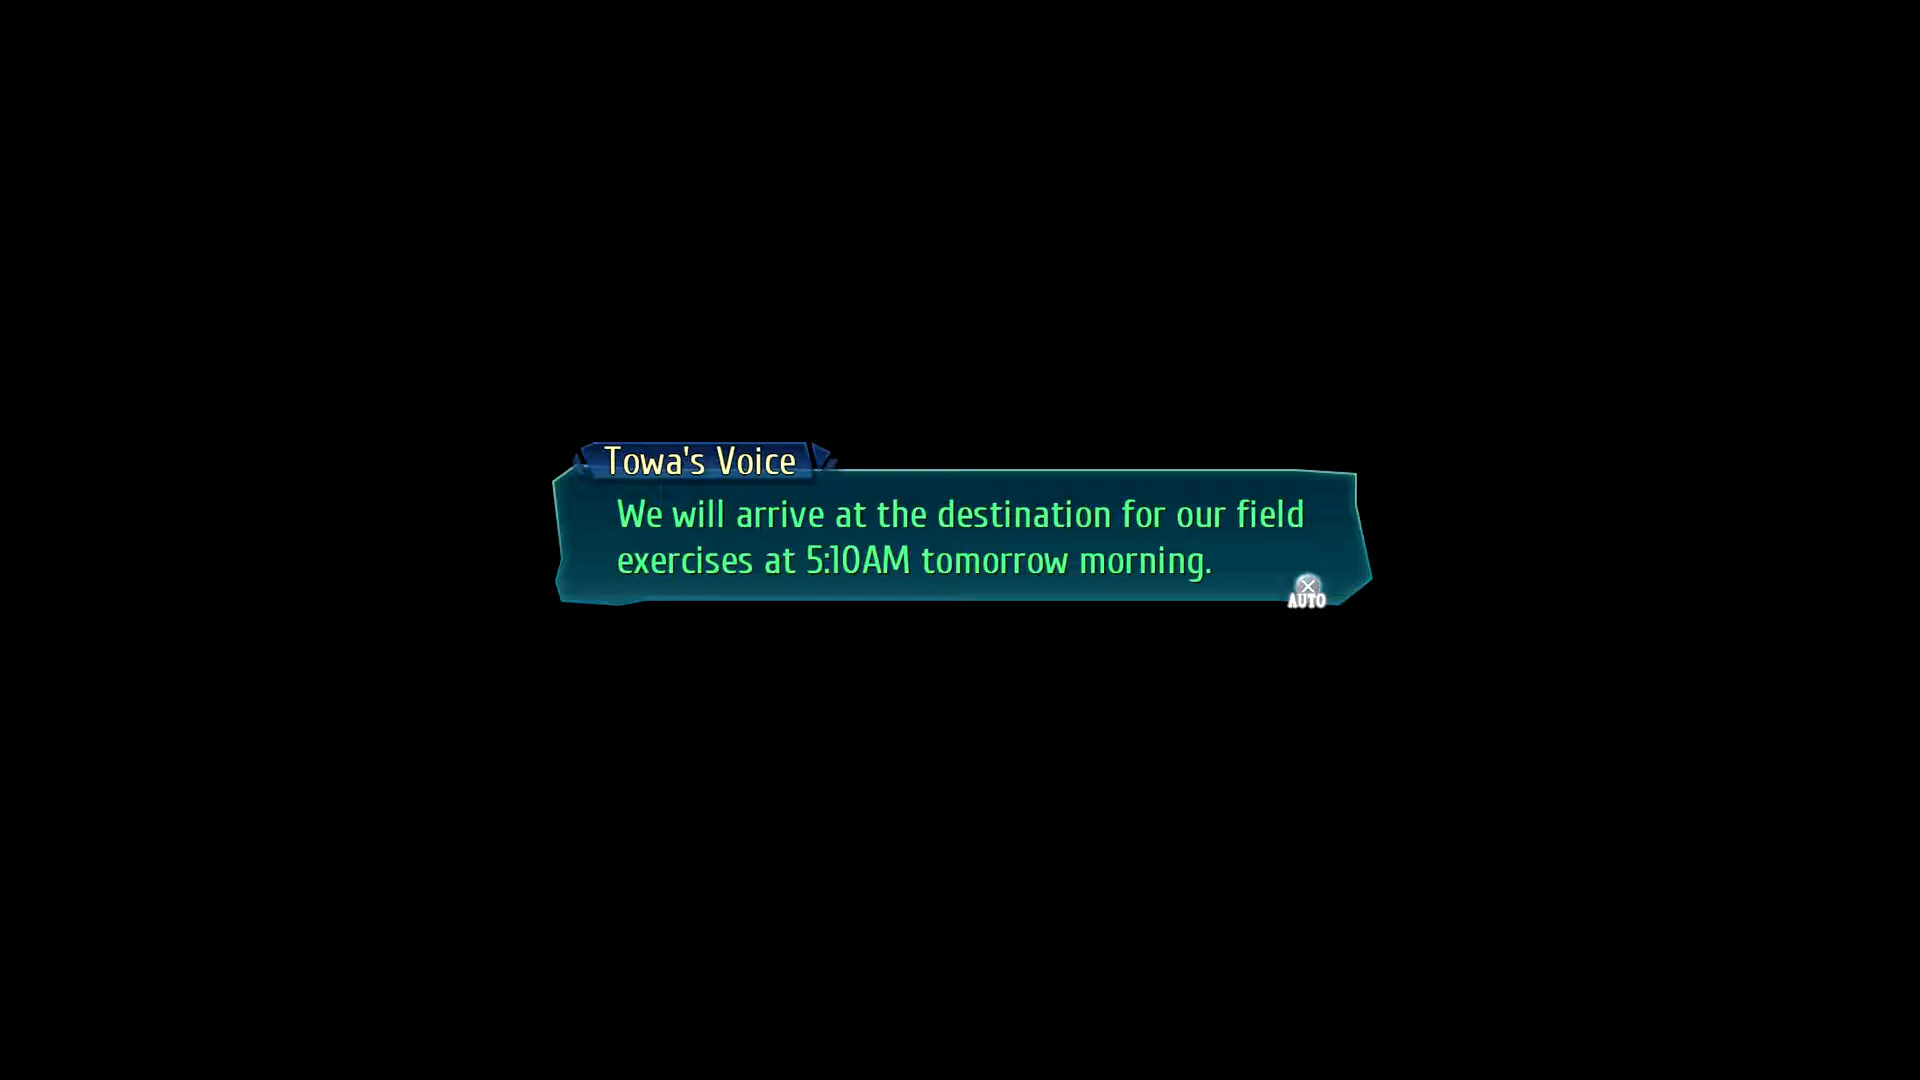 Towa's Voice
We will arrive at the destination for our field
exercises at 5:10AM tomorrow morning.
AUTO